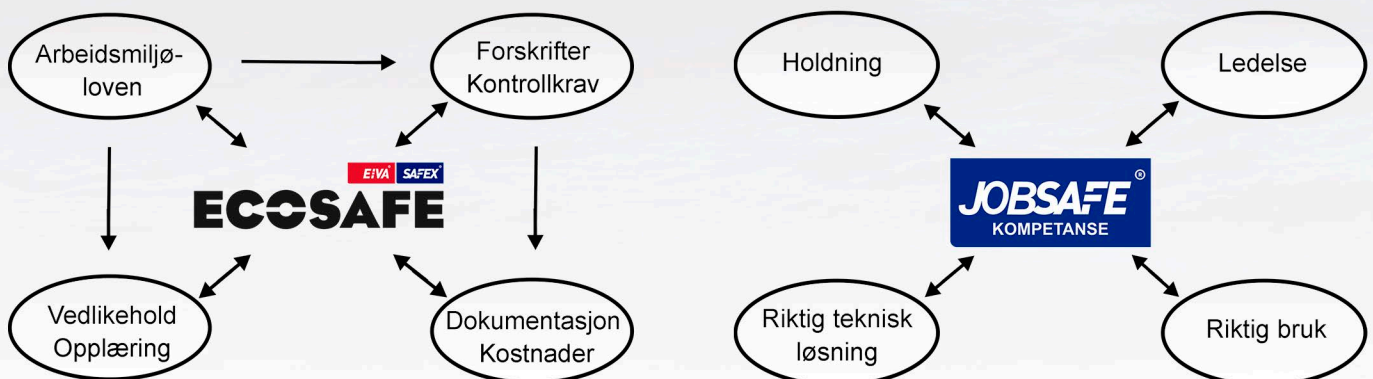 Arbeidsmiljø-
loven
Forskrifter
Kontrollkrav
EIVA SAFEX
ECOSAFE
Vedlikehold
Opplæring
Dokumentasjon
Kostnader
Holdning
Ledelse
JOBSAFE®
KOMPETANSE
Riktig teknisk
løsning
Riktig bruk